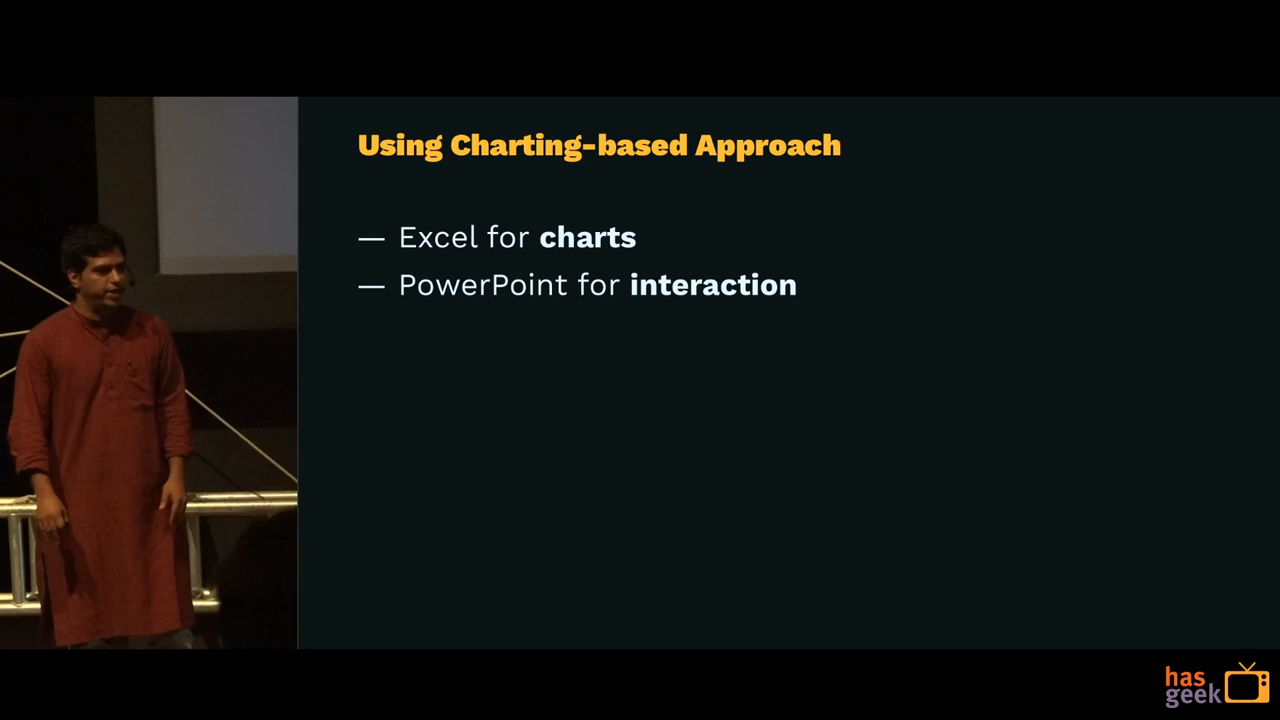 Using Charting-based Approach
— Excel for charts
— PowerPoint for interaction
has
geek